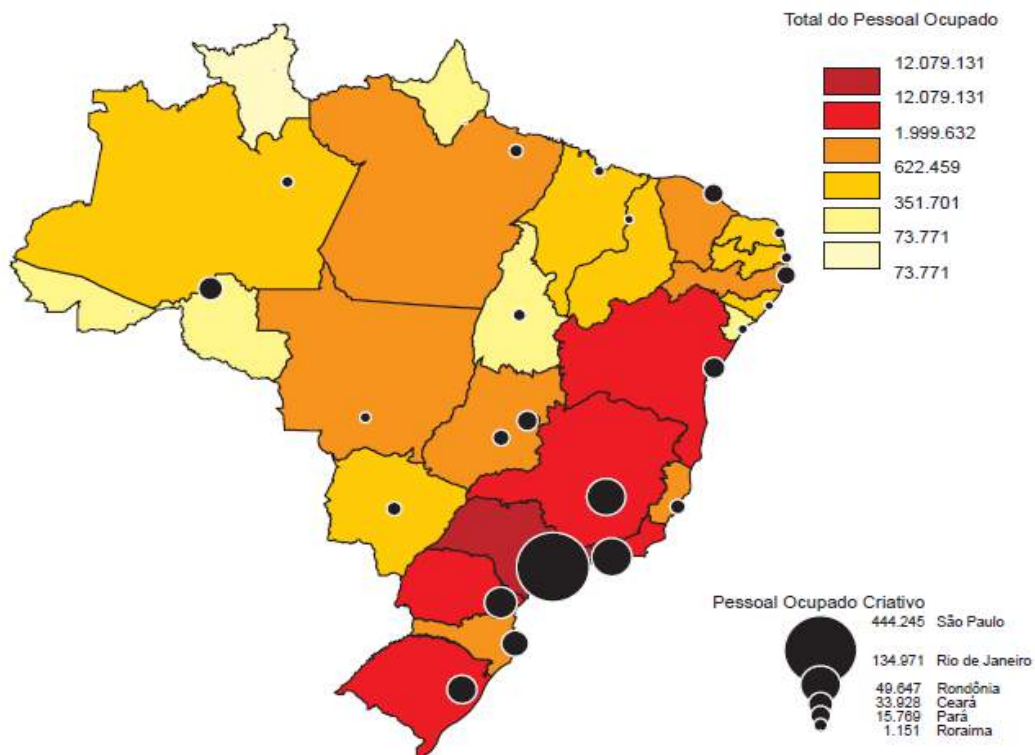 Total do Pessoal Ocupado
12.079.131
12.079.131
1.999.632
622.459
351.701
73.771
73.771
Pessoal Ocupado Criativo
444.245 São Paulo
134.971 Rio de Janeiro
49.647 Rondônia
33.928 Ceará
15.769 Pará
1.151 Roraima